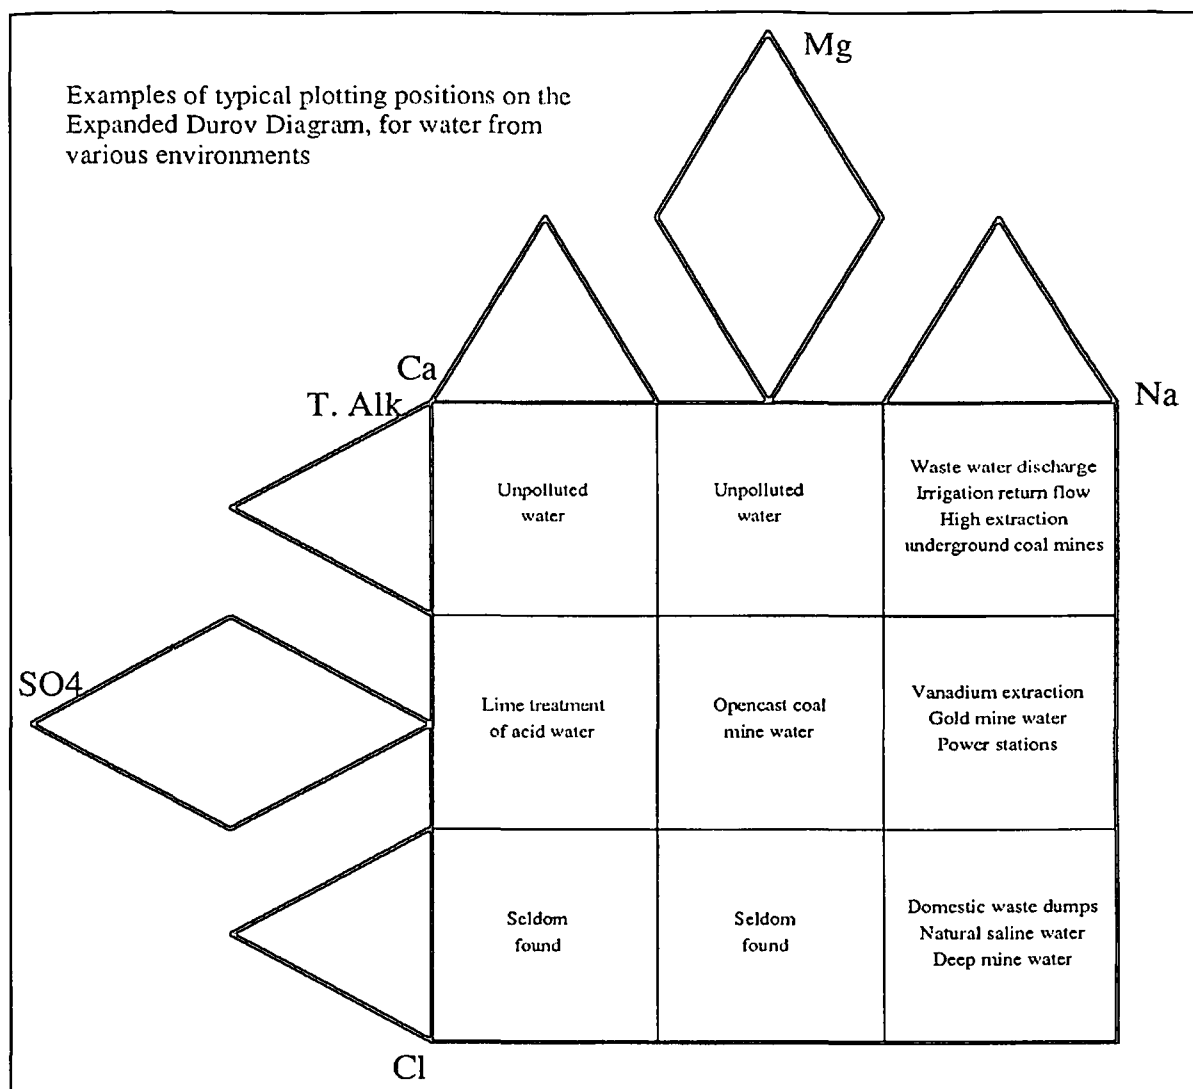 Examples of typical plotting positions on the
Expanded Durov Diagram, for water from
various environments
Mg
Ca
T. Alk
Na
Unpolluted
water
Unpolluted
water
Waste water discharge
Irrigation return flow
High extraction
underground coal mines
SO4
Lime treatment
of acid water
Opencast coal
mine water
Vanadium extraction
Gold mine water
Power stations
Seldom
found
Seldom
found
Domestic waste dumps
Natural saline water
Deep mine water
Cl